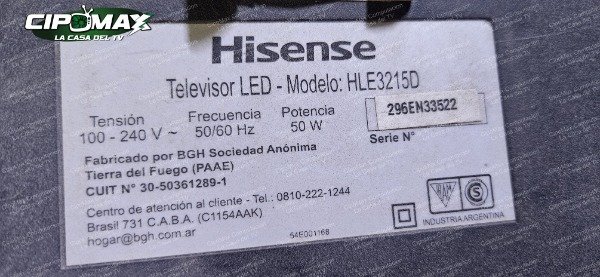 CIPOMAX
LA CASA DEL TV
Hisense
Televisor LED - Modelo: HLE3215D
Tensión Frecuencia Potencia
100 - 240 V ~ 50/60 Hz 50 W
296EN33522
Serie N°
Fabricado por BGH Sociedad Anónima
Tierra del Fuego (PAAE)
CUIT N° 30-50361289-1
Centro de atención al cliente - Tel.: 0810-222-1244
Brasil 731 C.A.B.A. (C1154AAK)
hogar@bgh.com.ar
54E001168
INDUSTRIA ARGENTINA